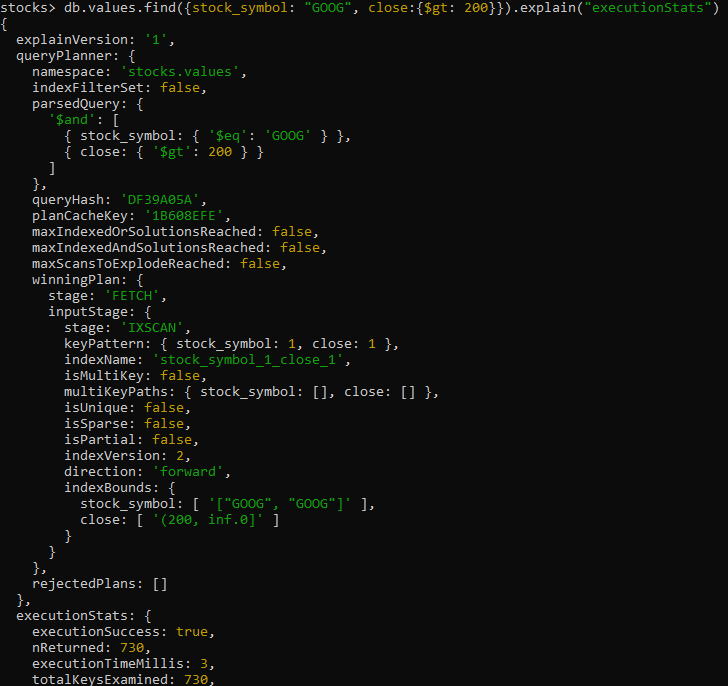 stocks> db.values.find({stock_symbol: "GOOG", close:{$gt: 200}}).explain("executionStats")
{
  explainVersion: '1',
  queryPlanner: {
    namespace: 'stocks.values',
    indexFilterSet: false,
    parsedQuery: {
      '$and': [
        { stock_symbol: { '$eq': 'GOOG' } },
        { close: { '$gt': 200 } }
      ]
    },
    queryHash: 'DF39A05A',
    planCacheKey: '1B608EFE',
    maxIndexedOrSolutionsReached: false,
    maxIndexedAndSolutionsReached: false,
    maxScansToExplodeReached: false,
    winningPlan: {
      stage: 'FETCH',
      inputStage: {
        stage: 'IXSCAN',
        keyPattern: { stock_symbol: 1, close: 1 },
        indexName: 'stock_symbol_1_close_1',
        isMultiKey: false,
        multiKeyPaths: { stock_symbol: [], close: [] },
        isUnique: false,
        isSparse: false,
        isPartial: false,
        indexVersion: 2,
        direction: 'forward',
        indexBounds: {
          stock_symbol: [ '["GOOG", "GOOG"]' ],
          close: [ '(200, inf.0]' ]
        }
      }
    },
    rejectedPlans: []
  },
  executionStats: {
    executionSuccess: true,
    nReturned: 730,
    executionTimeMillis: 3,
    totalKeysExamined: 730,